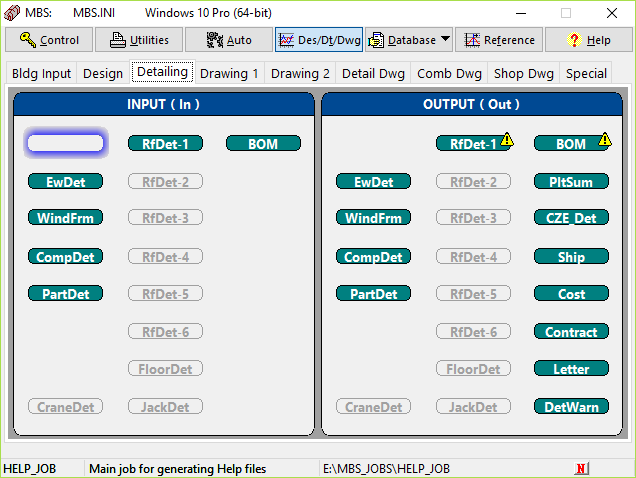 MBS: MBS.INI Windows 10 Pro (64-bit)
Control Utilities Auto Des/Dt/Dwg Database Reference ? Help
Bldg Input Design Detailing Drawing 1 Drawing 2 Detail Dwg Comb Dwg Shop Dwg Special
INPUT ( In ) OUTPUT ( Out )
RfDet-1 BOM RfDet-1 BOM
EwDet RfDet-2 EwDet RfDet-2 PltSum
WindFrm RfDet-3 WindFrm RfDet-3 CZE_Det
CompDet RfDet-4 CompDet RfDet-4 Ship
PartDet RfDet-5 PartDet RfDet-5 Cost
RfDet-6 RfDet-6 Contract
FloorDet FloorDet Letter
CraneDet JackDet CraneDet JackDet DetWarn
HELP_JOB Main job for generating Help files E:\MBS_JOBS\HELP_JOB N